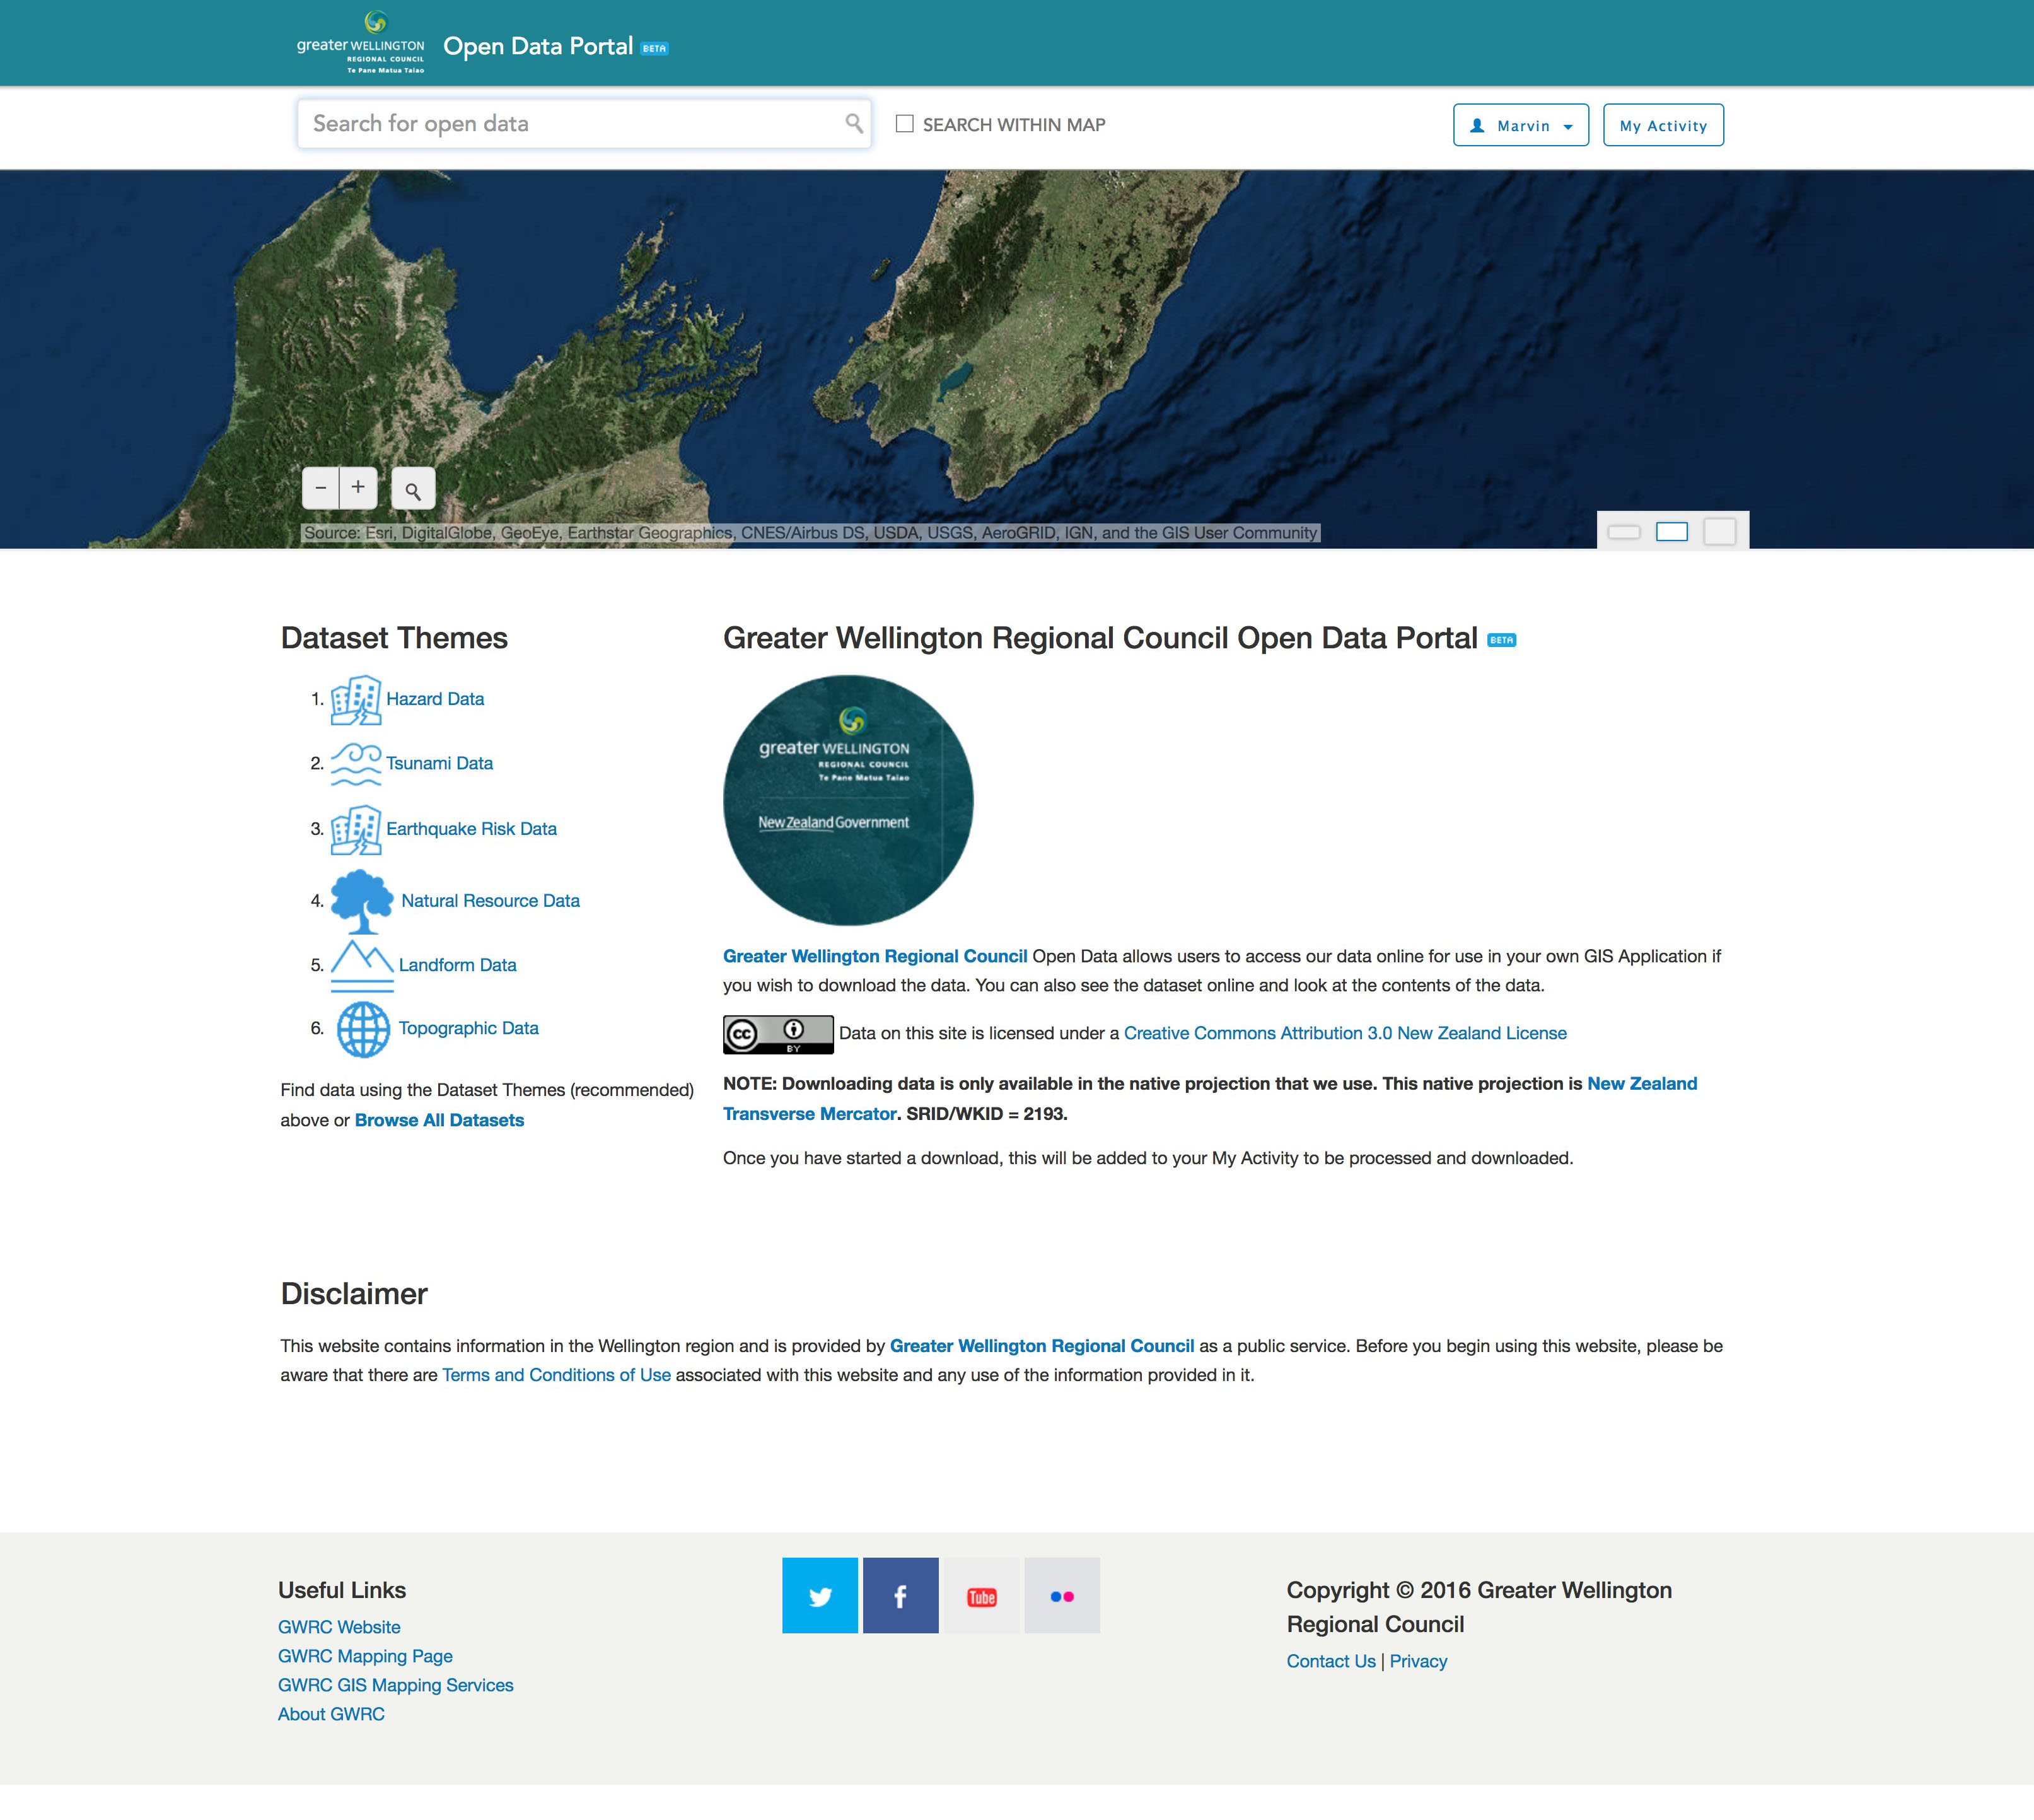 greater WELLINGTON
REGIONAL COUNCIL
Te Pane Matua Taiao
Open Data Portal BETA
Search for open data
SEARCH WITHIN MAP
Marvin
My Activity
− +
Source: Esri, DigitalGlobe, GeoEye, Earthstar Geographics, CNES/Airbus DS, USDA, USGS, AeroGRID, IGN, and the GIS User Community
Dataset Themes
1. Hazard Data
2. Tsunami Data
3. Earthquake Risk Data
4. Natural Resource Data
5. Landform Data
6. Topographic Data
Find data using the Dataset Themes (recommended)
above or Browse All Datasets
Greater Wellington Regional Council Open Data Portal BETA
greater WELLINGTON
REGIONAL COUNCIL
Te Pane Matua Taiao
New Zealand Government
Greater Wellington Regional Council Open Data allows users to access our data online for use in your own GIS Application if
you wish to download the data. You can also see the dataset online and look at the contents of the data.
cc BY Data on this site is licensed under a Creative Commons Attribution 3.0 New Zealand License
NOTE: Downloading data is only available in the native projection that we use. This native projection is New Zealand
Transverse Mercator. SRID/WKID = 2193.
Once you have started a download, this will be added to your My Activity to be processed and downloaded.
Disclaimer
This website contains information in the Wellington region and is provided by Greater Wellington Regional Council as a public service. Before you begin using this website, please be
aware that there are Terms and Conditions of Use associated with this website and any use of the information provided in it.
Useful Links
GWRC Website
GWRC Mapping Page
GWRC GIS Mapping Services
About GWRC
f
Tube
Copyright © 2016 Greater Wellington
Regional Council
Contact Us | Privacy